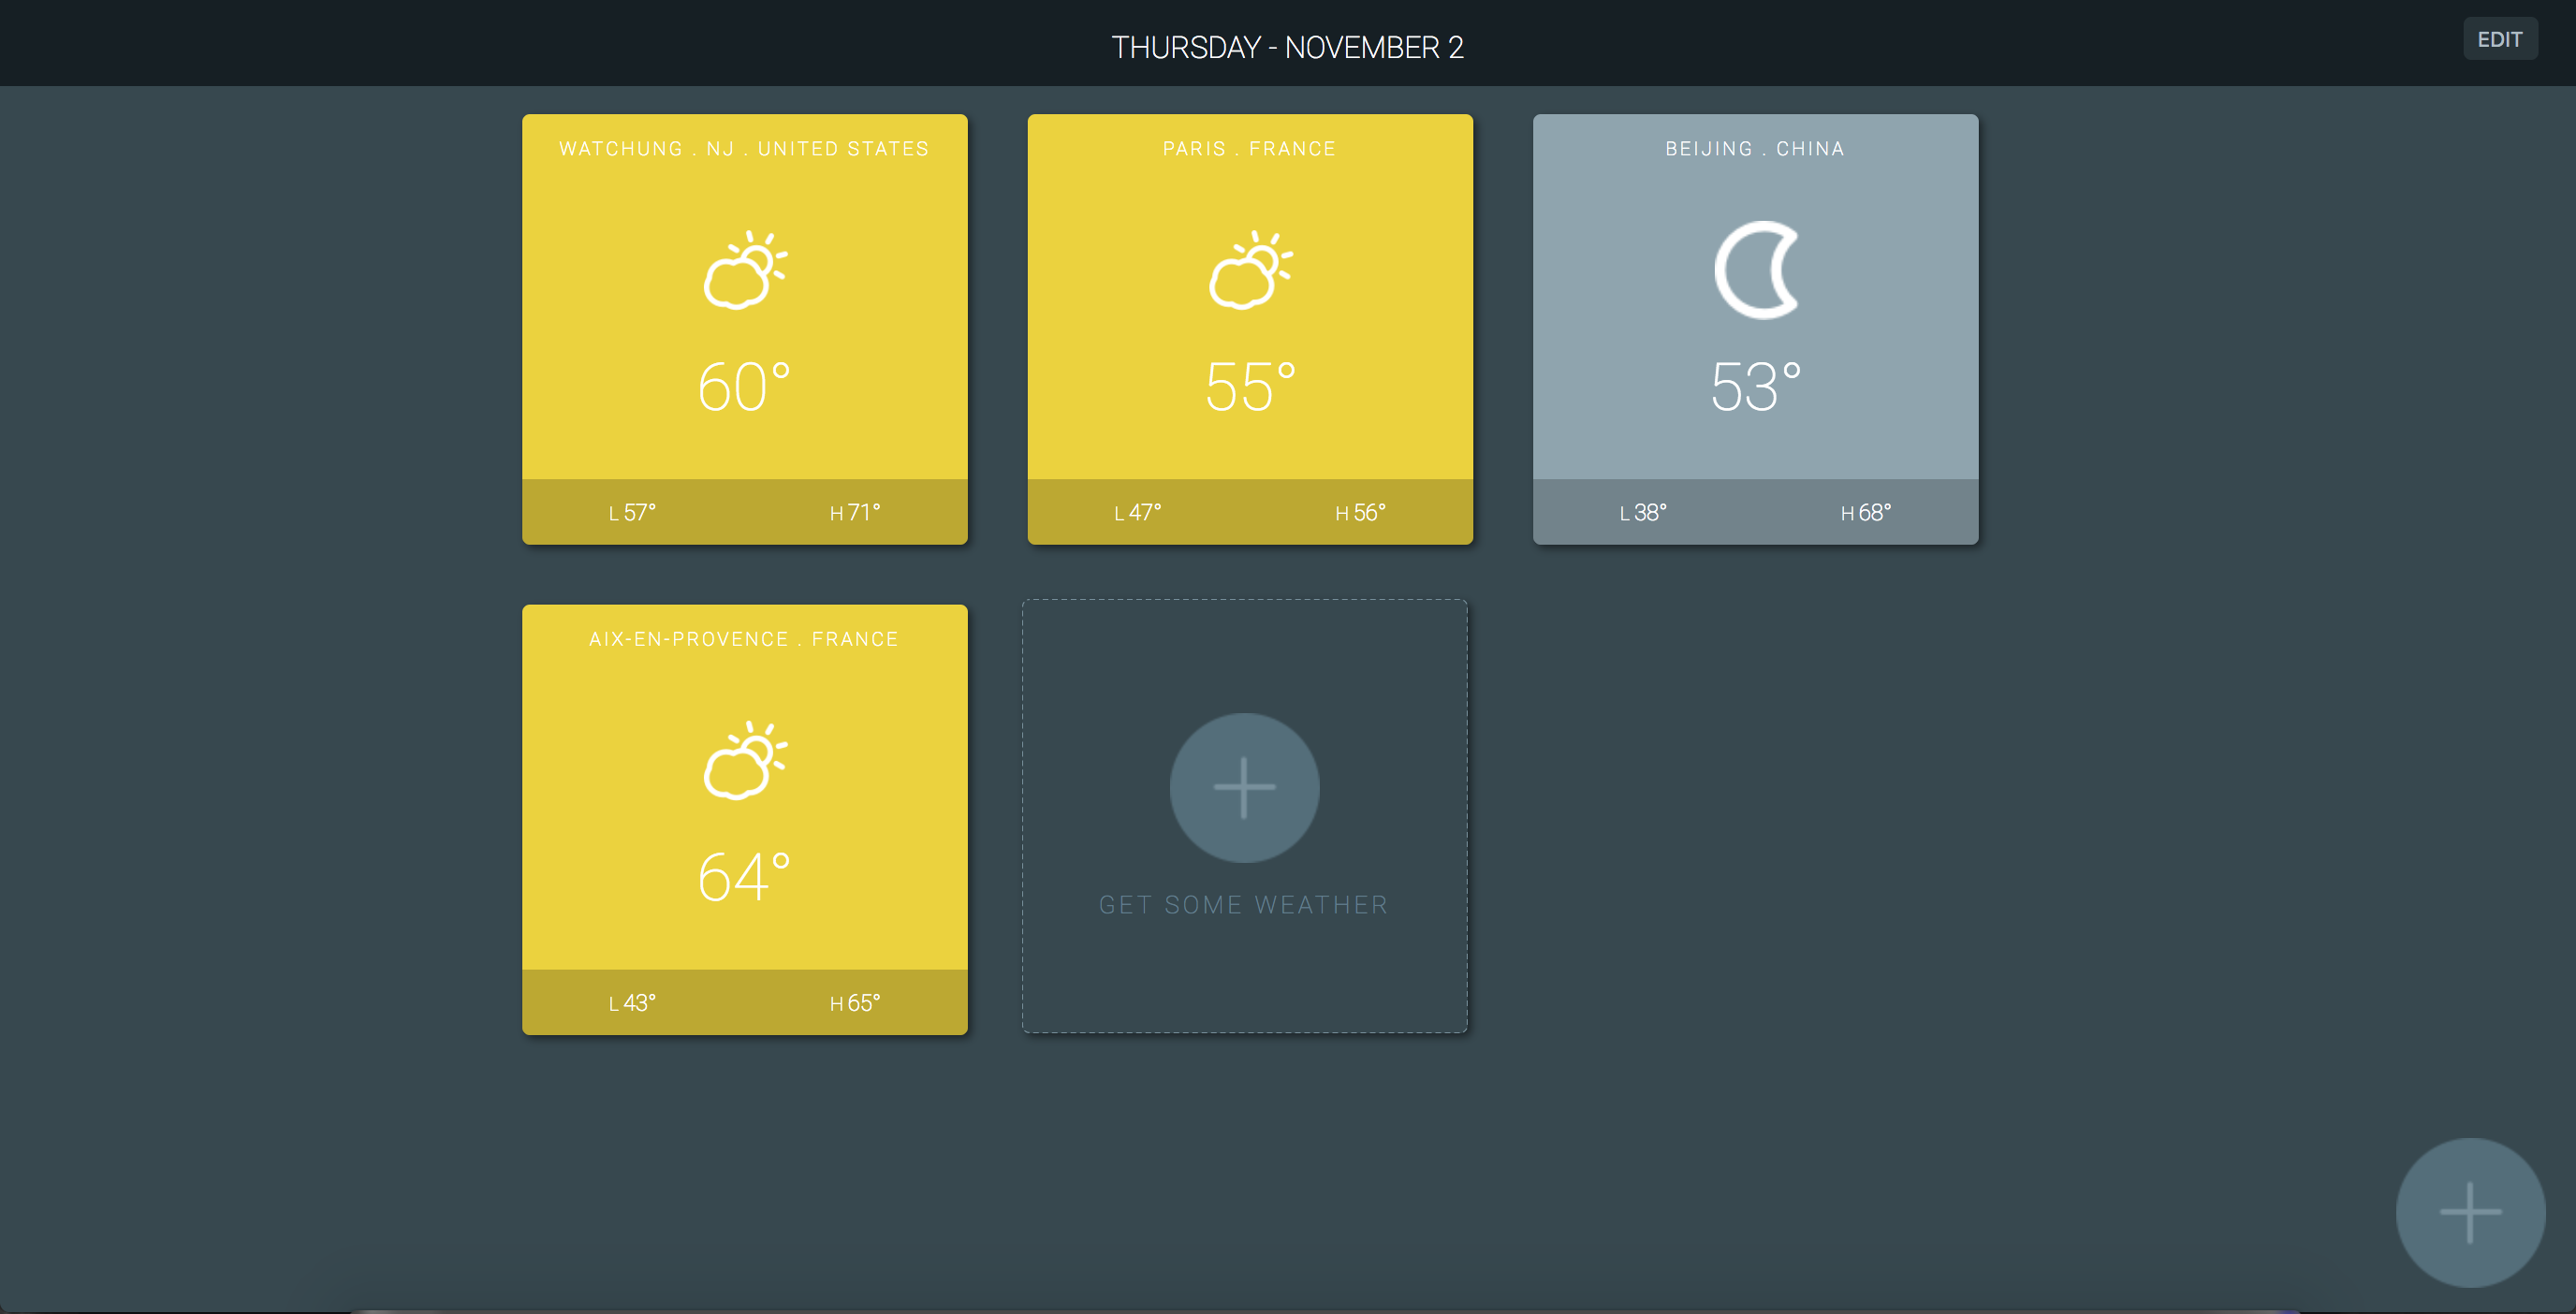 THURSDAY - NOVEMBER 2
EDIT
WATCHUNG . NJ . UNITED STATES
60°
L 57° H 71°
PARIS . FRANCE
55°
L 47° H 56°
BEIJING . CHINA
53°
L 38° H 68°
AIX-EN-PROVENCE . FRANCE
64°
L 43° H 65°
GET SOME WEATHER